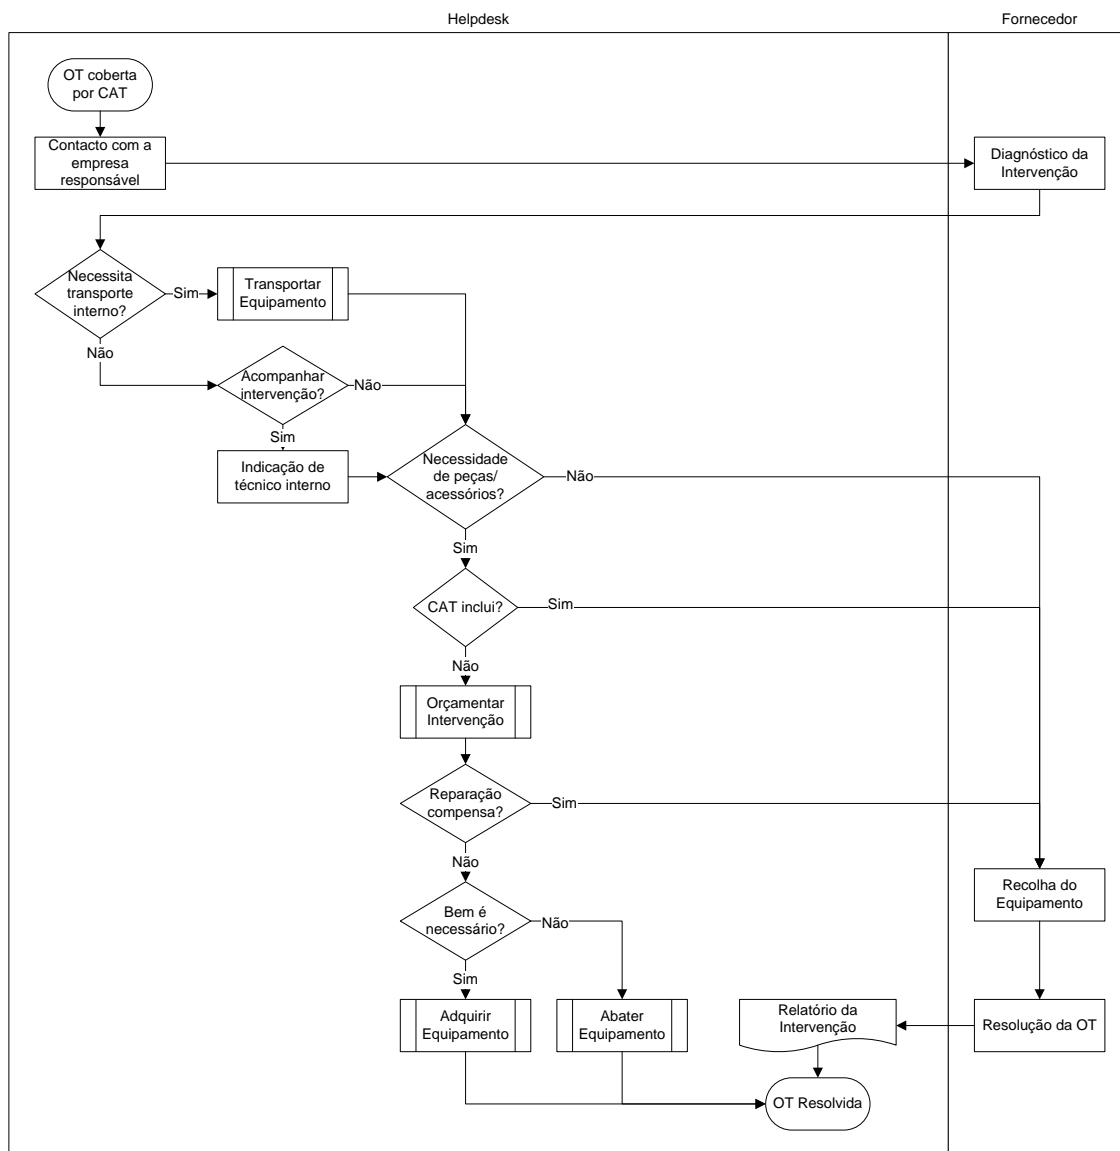 Helpdesk
Fornecedor
OT coberta
por CAT
Contacto com a
empresa
responsável
Diagnóstico da
Intervenção
Necessita
transporte
interno?
Sim
Transportar
Equipamento
Não
Acompanhar
intervenção?
Não
Sim
Indicação de
técnico interno
Necessidade
de peças/
acessórios?
Não
Sim
CAT inclui?
Sim
Não
Orçamentar
Intervenção
Reparação
compensa?
Sim
Não
Recolha do
Equipamento
Bem é
necessário?
Não
Sim
Adquirir
Equipamento
Abater
Equipamento
Relatório da
Intervenção
Resolução da OT
OT Resolvida